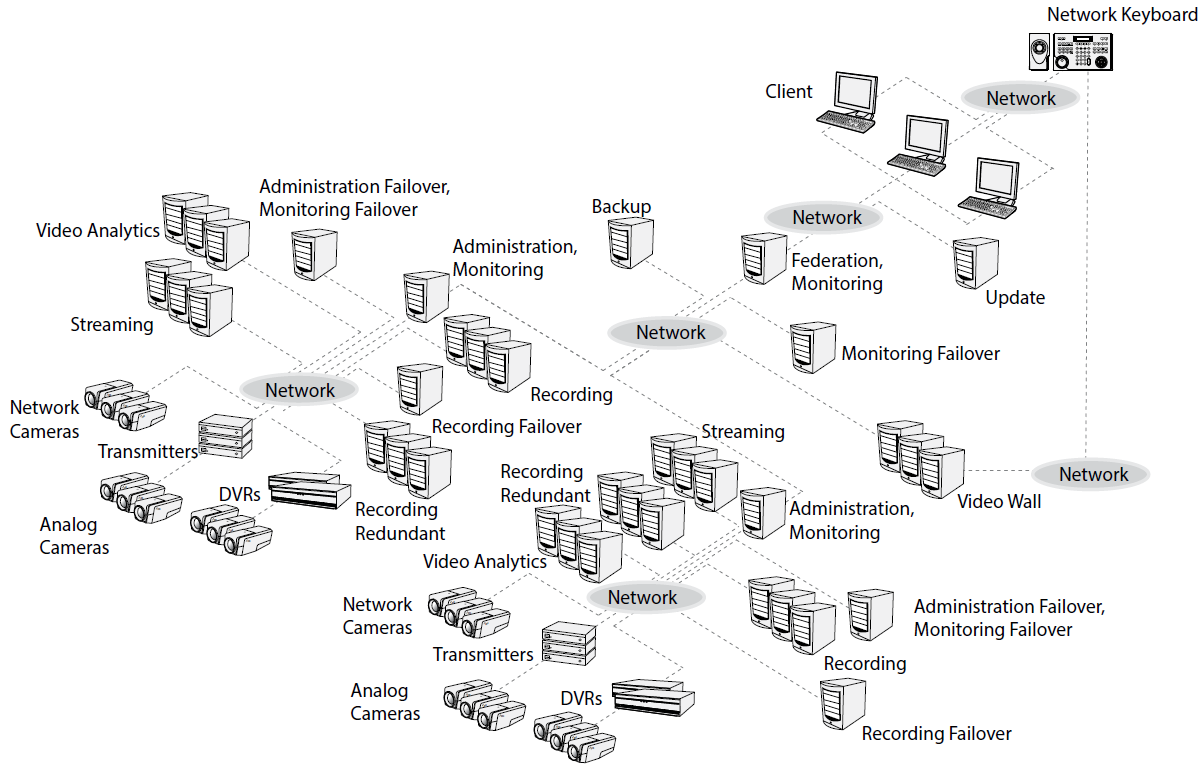 Network Keyboard
Client
Network
Administration Failover,
Monitoring Failover
Backup
Network
Video Analytics
Administration,
Monitoring
Federation,
Monitoring
Update
Streaming
Network
Monitoring Failover
Network
Recording
Network
Cameras
Recording Failover
Streaming
Transmitters
Recording
Redundant
Network
DVRs
Video Wall
Recording
Redundant
Administration,
Monitoring
Analog
Cameras
Video Analytics
Network
Network
Cameras
Administration Failover,
Monitoring Failover
Transmitters
Recording
Analog
Cameras
DVRs
Recording Failover